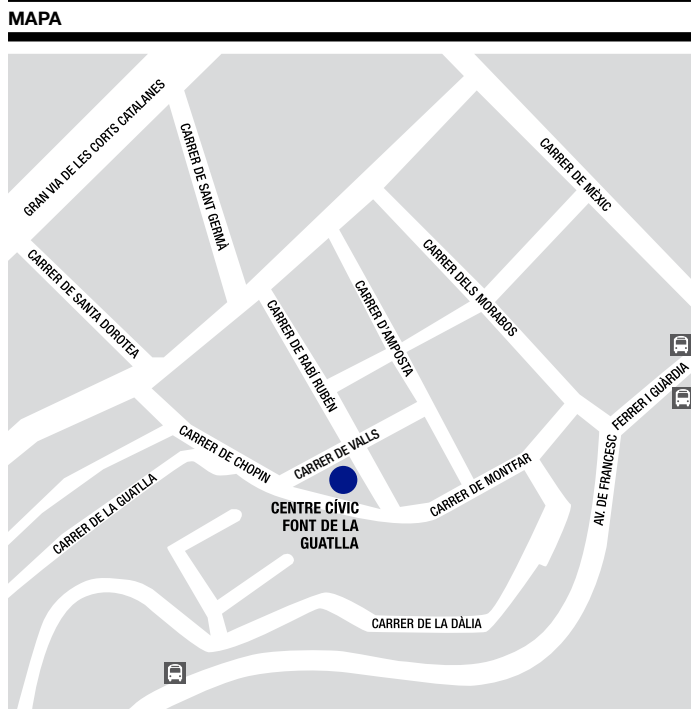 MAPA
GRAN VIA DE LES CORTS CATALANES
CARRER DE SANT GERMÀ
CARRER DE MÈXIC
CARRER DE SANTA DOROTEA
CARRER DELS MORABOS
CARRER D'AMPOSTA
CARRER DE RABÍ RUBÉN
FERRER I GUÀRDIA
CARRER DE VALLS
CARRER DE CHOPIN
CARRER DE MONTFAR
AV. DE FRANCESC
CARRER DE LA GUATLLA
CENTRE CÍVIC
FONT DE LA
GUATLLA
CARRER DE LA DÀLIA